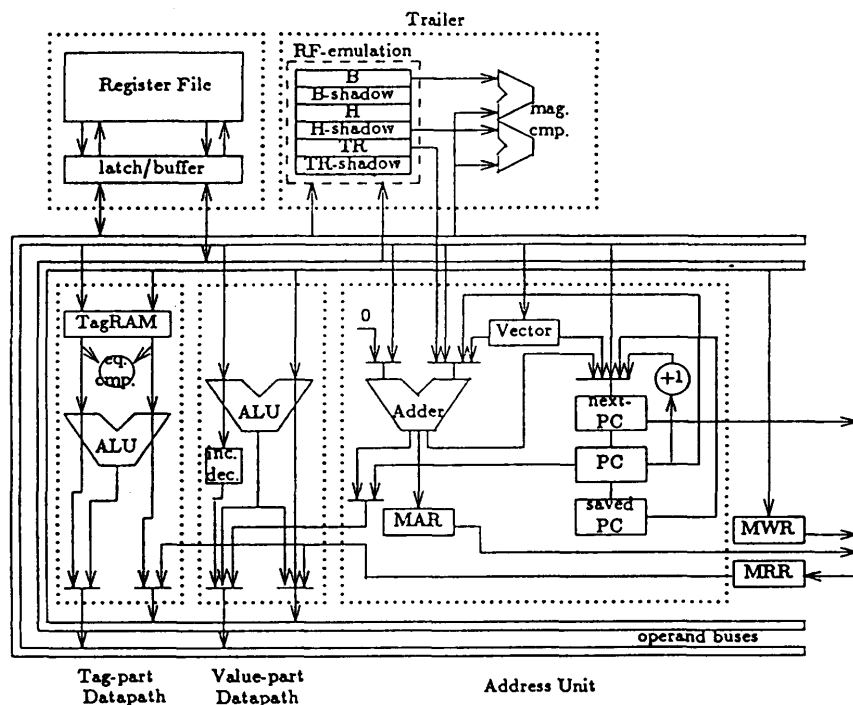 Trailer
RF-emulation
Register File
B
B-shadow
H
H-shadow
TR
TR-shadow
mag.
cmp.
latch/buffer
TagRAM
0
Vector
eq.
cmp.
ALU
ALU
Adder
+1
next-
PC
inc.
dec.
PC
saved
PC
MAR
MWR
MRR
operand buses
Tag-part
Datapath
Value-part
Datapath
Address Unit